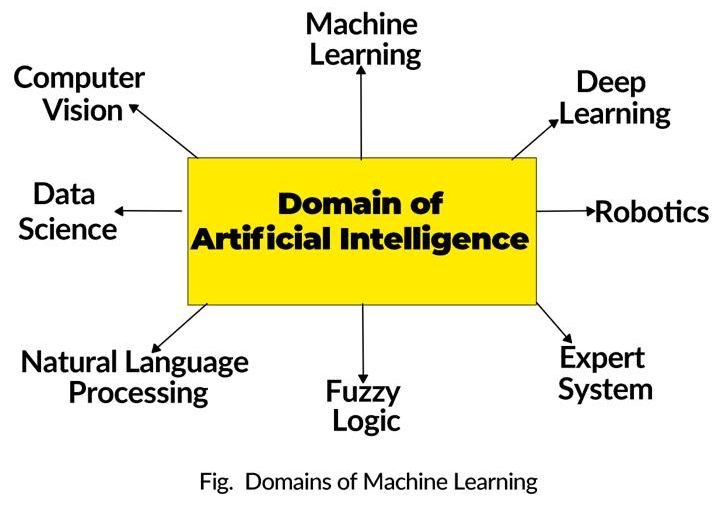 Machine
Learning
Computer
Vision
Deep
Learning
Data
Science
Domain of
Artificial Intelligence
Robotics
Natural Language
Processing
Fuzzy
Logic
Expert
System
Fig. Domains of Machine Learning